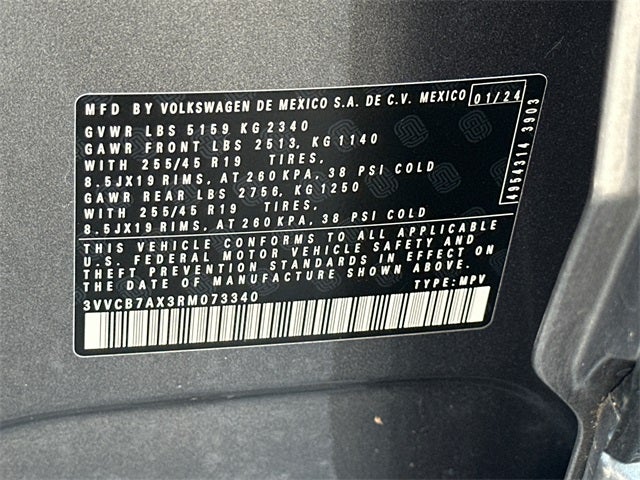 MFD BY VOLKSWAGEN DE MEXICO S.A. DE C.V. MEXICO 01/24
GVWR LBS 5159 KG 2340
GAWR FRONT LBS 2513, KG 1140
WITH 255/45 R19 TIRES,
8.5JX19 RIMS, AT 260 KPA, 38 PSI COLD
GAWR REAR LBS 2756, KG 1250
WITH 255/45 R19 TIRES,
8.5JX19 RIMS, AT 260 KPA, 38 PSI COLD
THIS VEHICLE CONFORMS TO ALL APPLICABLE
U.S. FEDERAL MOTOR VEHICLE SAFETY AND
THEFT PREVENTION STANDARDS IN EFFECT ON
THE DATE OF MANUFACTURE SHOWN ABOVE.
3VVCB7AX3RM073340 TYPE: MPV
4954314 3903